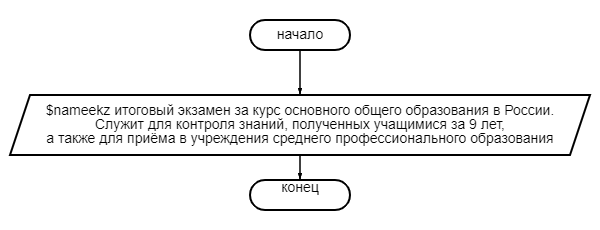 начало
$nameekz итоговый экзамен за курс основного общего образования в России.
Служит для контроля знаний, полученных учащимися за 9 лет,
а также для приёма в учреждения среднего профессионального образования
конец